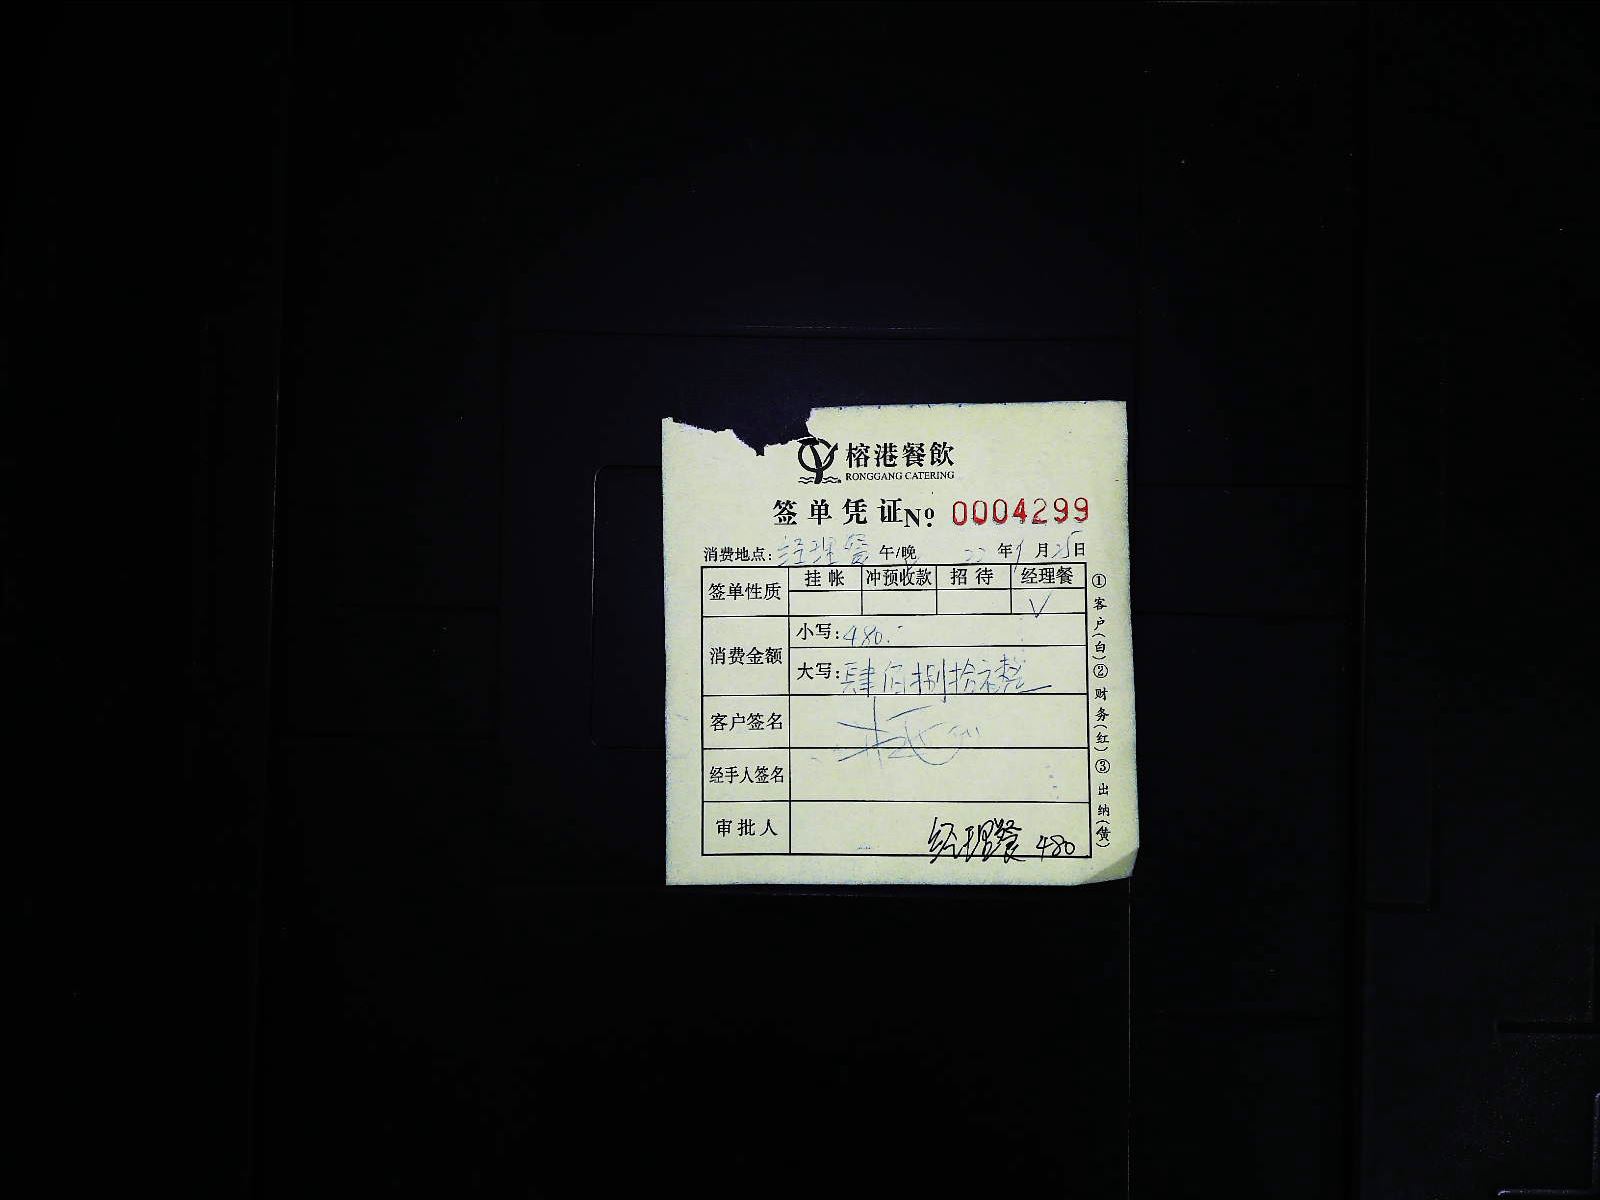 榕港餐飲
RONGGANG CATERING
签单凭证 Nº 0004299
消费地点: 经理餐 午/晚 22年 月25日
签单性质 挂帐 冲预收款 招待 经理餐
√
消费金额 小写: 480.-
大写: 肆佰捌拾元整
客户签名
经手人签名
审批人 经理餐 480
①客户(白)②财务(红)③出纳(黄)